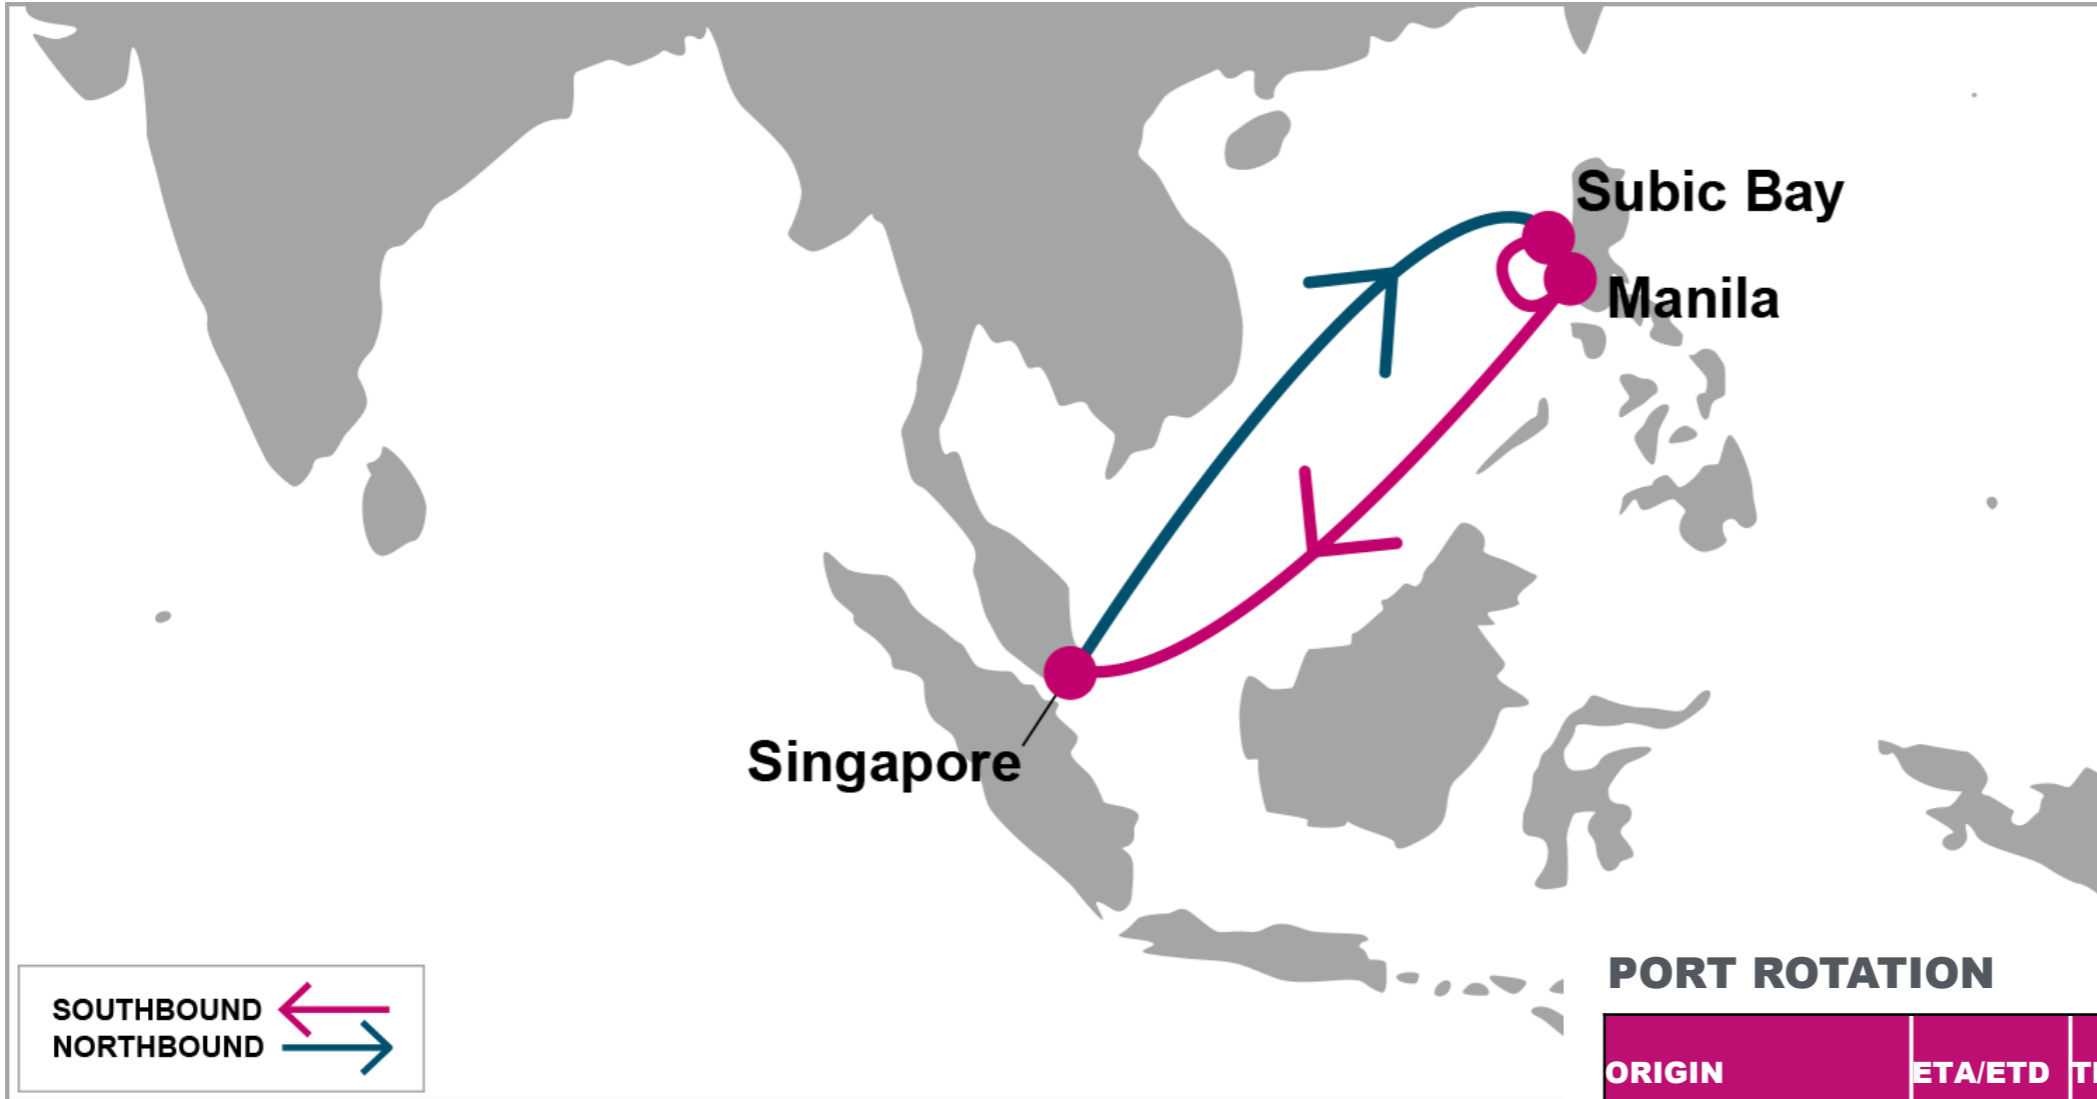 Subic Bay
Manila
Singapore
SOUTHBOUND
NORTHBOUND
PORT ROTATION
ORIGIN ETA/ETD